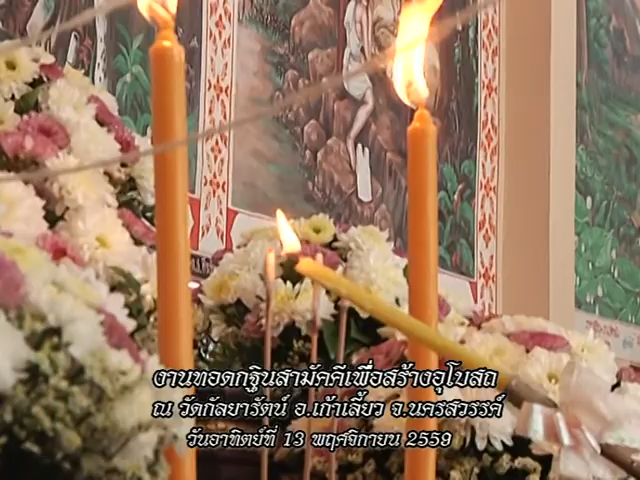 งานทอดกฐินสามัคคีเพื่อสร้างอุโบสถ
ณ วัดกัลยารัตน์ อ.เก้าเลี้ยว จ.นครสวรรค์
วันอาทิตย์ที่ 13 พฤศจิกายน 2559